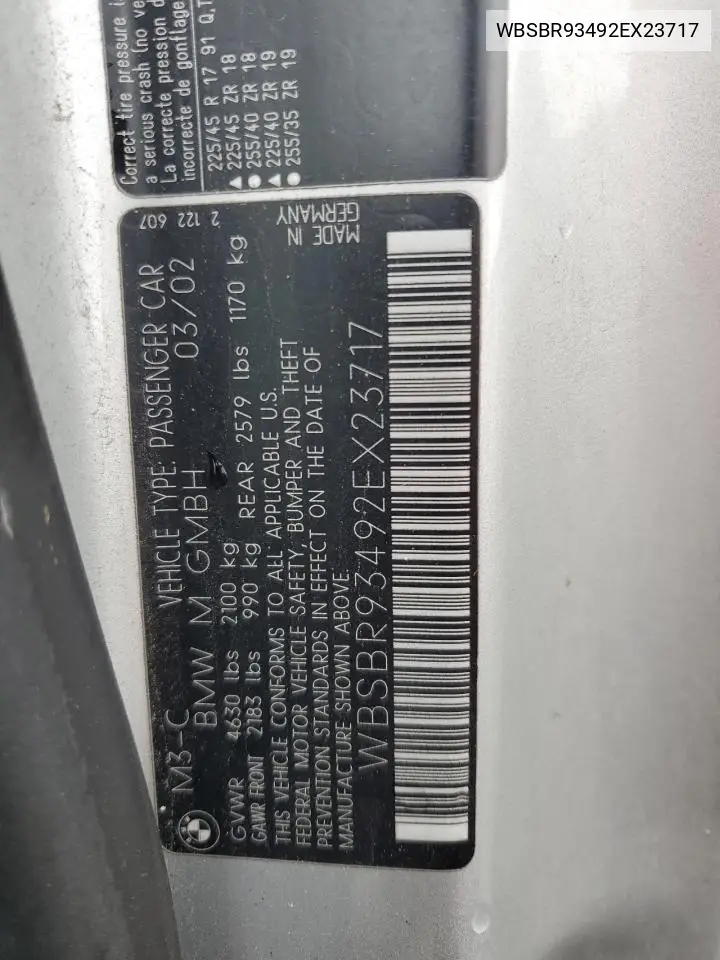 WBSBR93492EX23717
Correct tire pressure i
a serious crash (no ve
La correcte pression d
incorrecte de gonflage
225/45 R 17 91 Q.T
▲ 225/45 ZR 18
● 255/40 ZR 18
▲ 225/40 ZR 19
● 255/35 ZR 19
2 122 607
M3-C VEHICLE TYPE: PASSENGER CAR
BMW M GMBH 03/02
GVWR 4630 lbs 2100 kg
GAWR FRONT 2183 lbs 990 kg REAR 2579 lbs 1170 kg
THIS VEHICLE CONFORMS TO ALL APPLICABLE U.S.
FEDERAL MOTOR VEHICLE SAFETY, BUMPER AND THEFT
PREVENTION STANDARDS IN EFFECT ON THE DATE OF
MANUFACTURE SHOWN ABOVE.
MADE IN
GERMANY
WBSBR93492EX23717